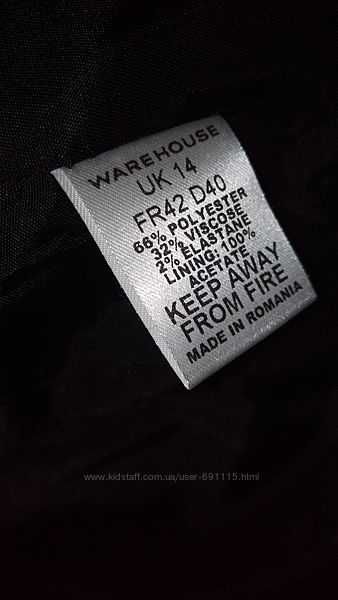 WAREHOUSE
UK 14
FR42 D40
66% POLYESTER
32% VISCOSE
2% ELASTANE
LINING: 100%
ACETATE
KEEP AWAY
FROM FIRE
MADE IN ROMANIA
www.kidstaff.com.ua/user-691115.html